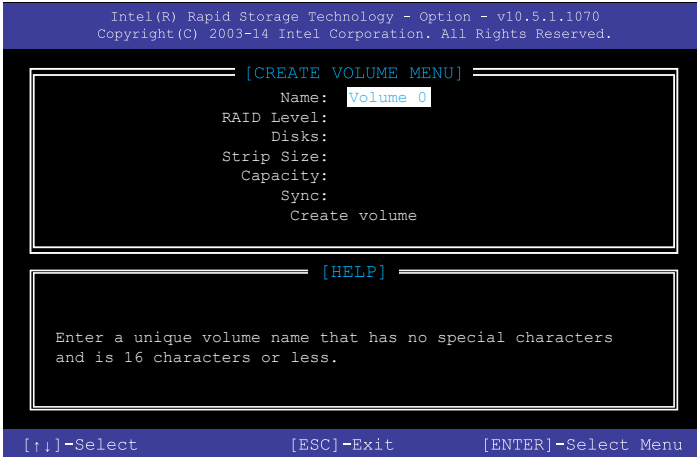 Intel(R) Rapid Storage Technology - Option - v10.5.1.1070
Copyright(C) 2003-14 Intel Corporation. All Rights Reserved.
[CREATE VOLUME MENU]
Name: Volume 0
RAID Level:
Disks:
Strip Size:
Capacity:
Sync:
Create volume
[HELP]
Enter a unique volume name that has no special characters
and is 16 characters or less.
[↑↓]-Select [ESC]-Exit [ENTER]-Select Menu